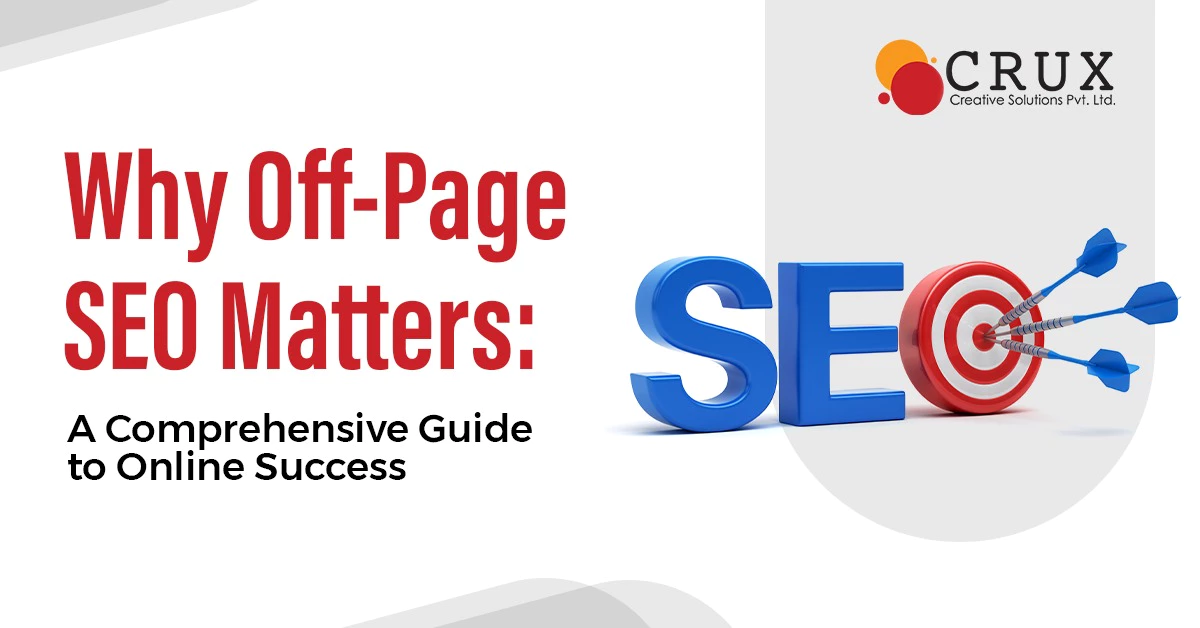 CRUX
Creative Solutions Pvt. Ltd.
Why Off-Page
SEO Matters:
A Comprehensive Guide
to Online Success
SEO